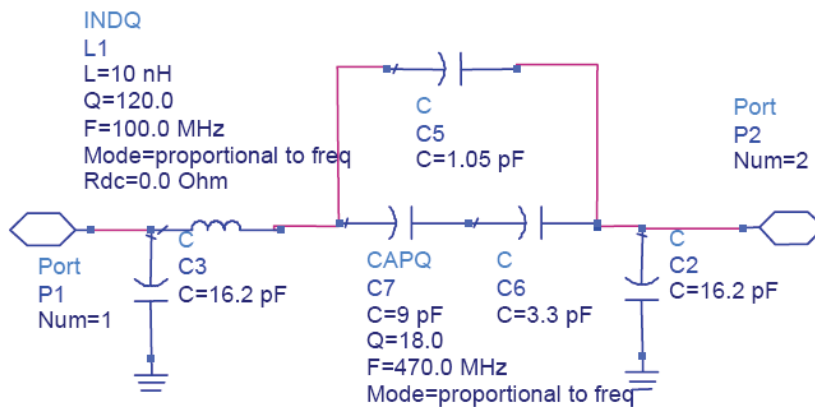 INDQ
L1
L=10 nH
Q=120.0
F=100.0 MHz
Mode=proportional to freq
Rdc=0.0 Ohm
C
C5
C=1.05 pF
Port
P2
Num=2
Port
P1
Num=1
C
C3
C=16.2 pF
CAPQ
C7
C=9 pF
Q=18.0
F=470.0 MHz
Mode=proportional to freq
C
C6
C=3.3 pF
C
C2
C=16.2 pF